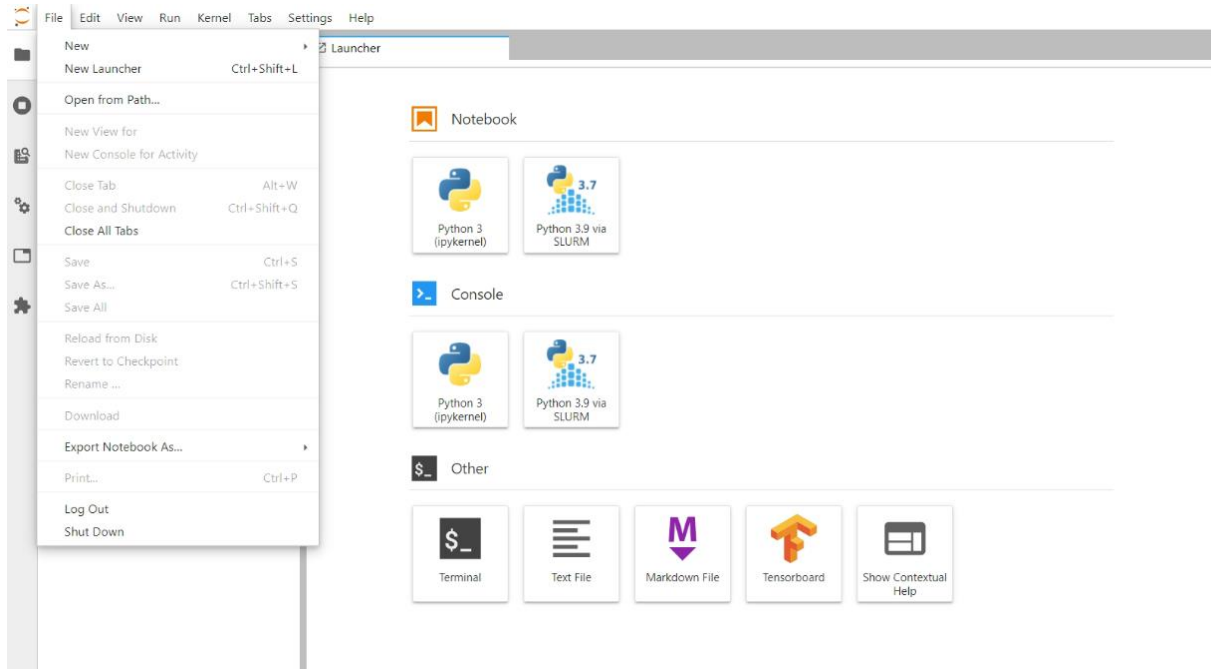 File Edit View Run Kernel Tabs Settings Help
New
New Launcher Ctrl+Shift+L
Open from Path...
New View for
New Console for Activity
Close Tab Alt+W
Close and Shutdown Ctrl+Shift+Q
Close All Tabs
Save Ctrl+S
Save As... Ctrl+Shift+S
Save All
Reload from Disk
Revert to Checkpoint
Rename ...
Download
Export Notebook As...
Print... Ctrl+P
Log Out
Shut Down
Launcher
Notebook
Python 3
(ipykernel)
3.7
Python 3.9 via
SLURM
>_ Console
Python 3
(ipykernel)
3.7
Python 3.9 via
SLURM
$_ Other
$_
Terminal
Text File
M
Markdown File
Tensorboard
Show Contextual
Help